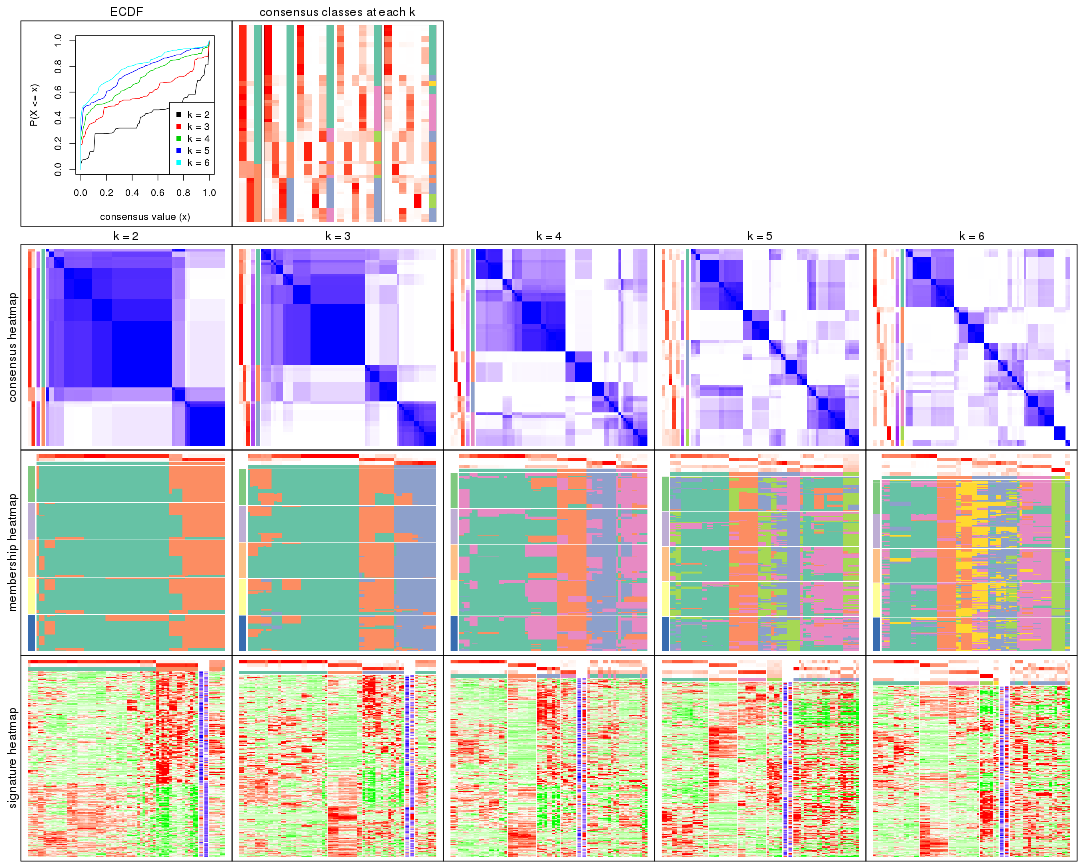 ECDF
consensus classes at each k
P(X <= x)
0.0 0.2 0.4 0.6 0.8 1.0
k = 2
k = 3
k = 4
k = 5
k = 6
0.0 0.2 0.4 0.6 0.8 1.0
consensus value (x)
k = 2
k = 3
k = 4
k = 5
k = 6
consensus heatmap
membership heatmap
signature heatmap